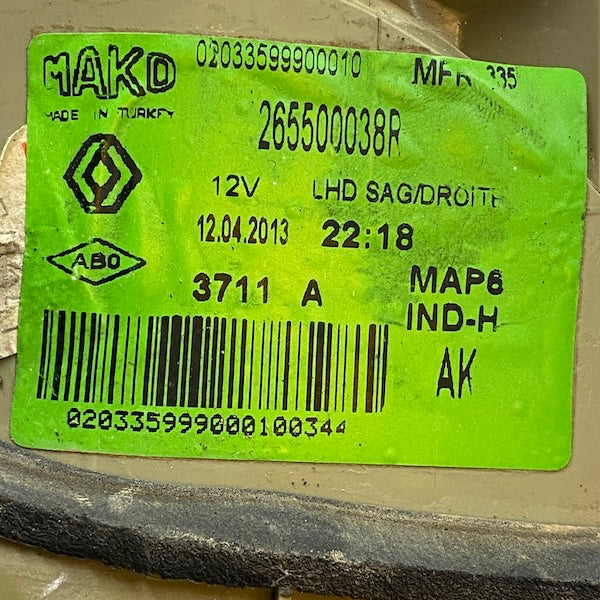 MAKO 02033599900010 MFR 335
MADE IN TURKEY
265500038R
12V LHD SAG/DROITE
12.04.2013 22:18
ABO
3711 A MAP6
IND-H
AK
020335999000100344